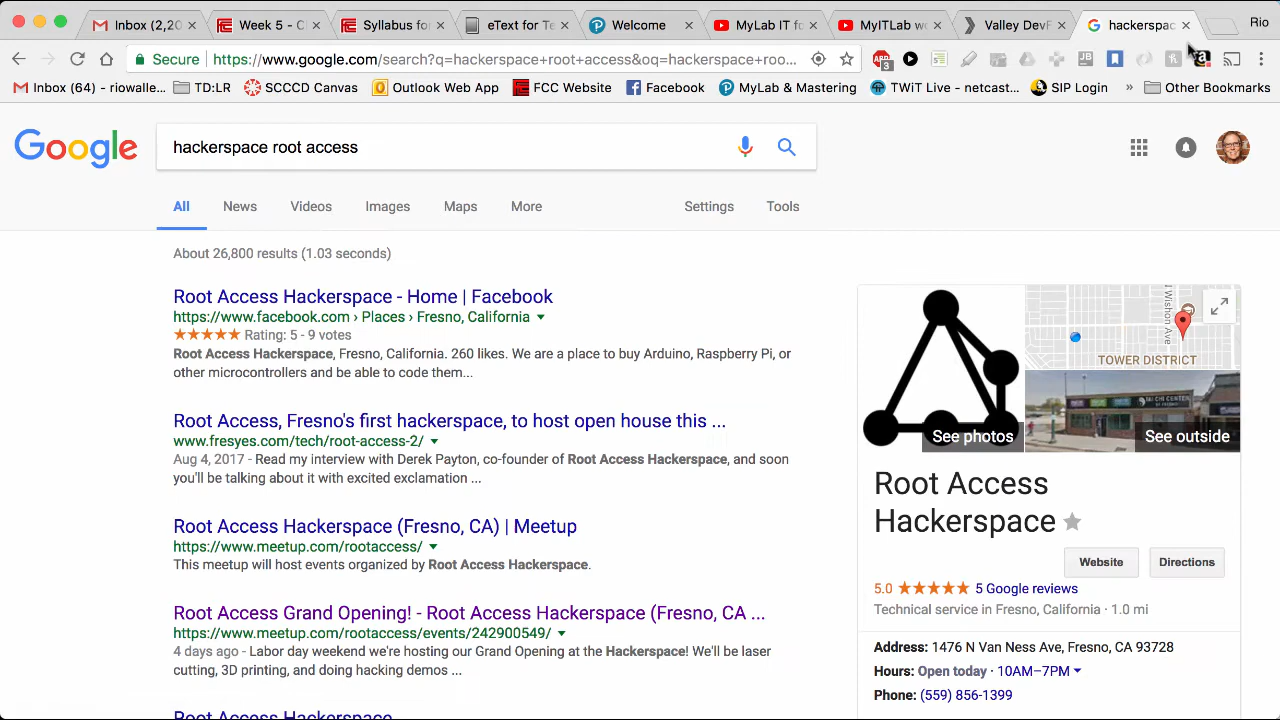 Inbox (2,2
Week 5 - C
Syllabus for
eText for Te
Welcome
MyLab IT for
MyITLab w
Valley DevF
hackerspac
Rio
Secure
https://www.google.com/search?q=hackerspace+root+access&oq=hackerspace+roo...
Inbox (64) - riowalle...
TD:LR
SCCCD Canvas
Outlook Web App
FCC Website
Facebook
MyLab & Mastering
TWiT Live - netcast...
SIP Login
»
Other Bookmarks
Google
hackerspace root access
All
News
Videos
Images
Maps
More
Settings
Tools
About 26,800 results (1.03 seconds)
Root Access Hackerspace - Home | Facebook
https://www.facebook.com › Places › Fresno, California
Rating: 5 - 9 votes
Root Access Hackerspace, Fresno, California. 260 likes. We are a place to buy Arduino, Raspberry Pi, or
other microcontrollers and be able to code them...
Root Access, Fresno's first hackerspace, to host open house this ...
www.fresyes.com/tech/root-access-2/
Aug 4, 2017 - Read my interview with Derek Payton, co-founder of Root Access Hackerspace, and soon
you'll be talking about it with excited exclamation ...
Root Access Hackerspace (Fresno, CA) | Meetup
https://www.meetup.com/rootaccess/
This meetup will host events organized by Root Access Hackerspace.
Root Access Grand Opening! - Root Access Hackerspace (Fresno, CA ...
https://www.meetup.com/rootaccess/events/242900549/
4 days ago - Labor day weekend we're hosting our Grand Opening at the Hackerspace! We'll be laser
cutting, 3D printing, and doing hacking demos ...
Root Access Hackerspace
N Wishon Ave
TOWER DISTRICT
See photos
See outside
Root Access
Hackerspace
Website
Directions
5.0
5 Google reviews
Technical service in Fresno, California · 1.0 mi
Address: 1476 N Van Ness Ave, Fresno, CA 93728
Hours: Open today · 10AM–7PM
Phone: (559) 856-1399